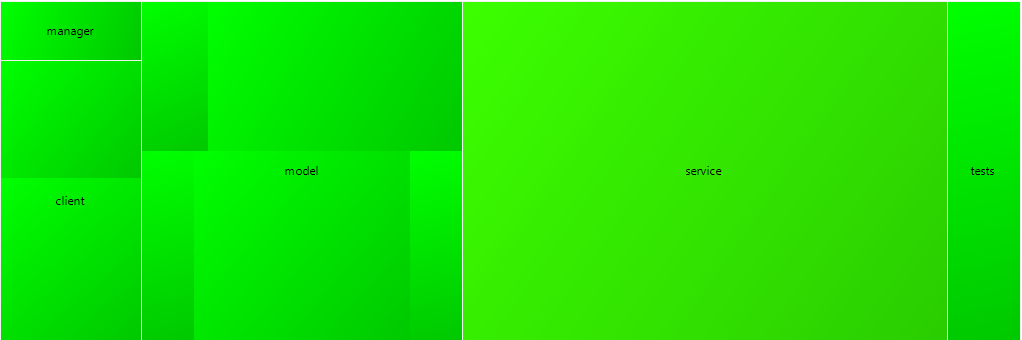 manager
client
model
service
tests